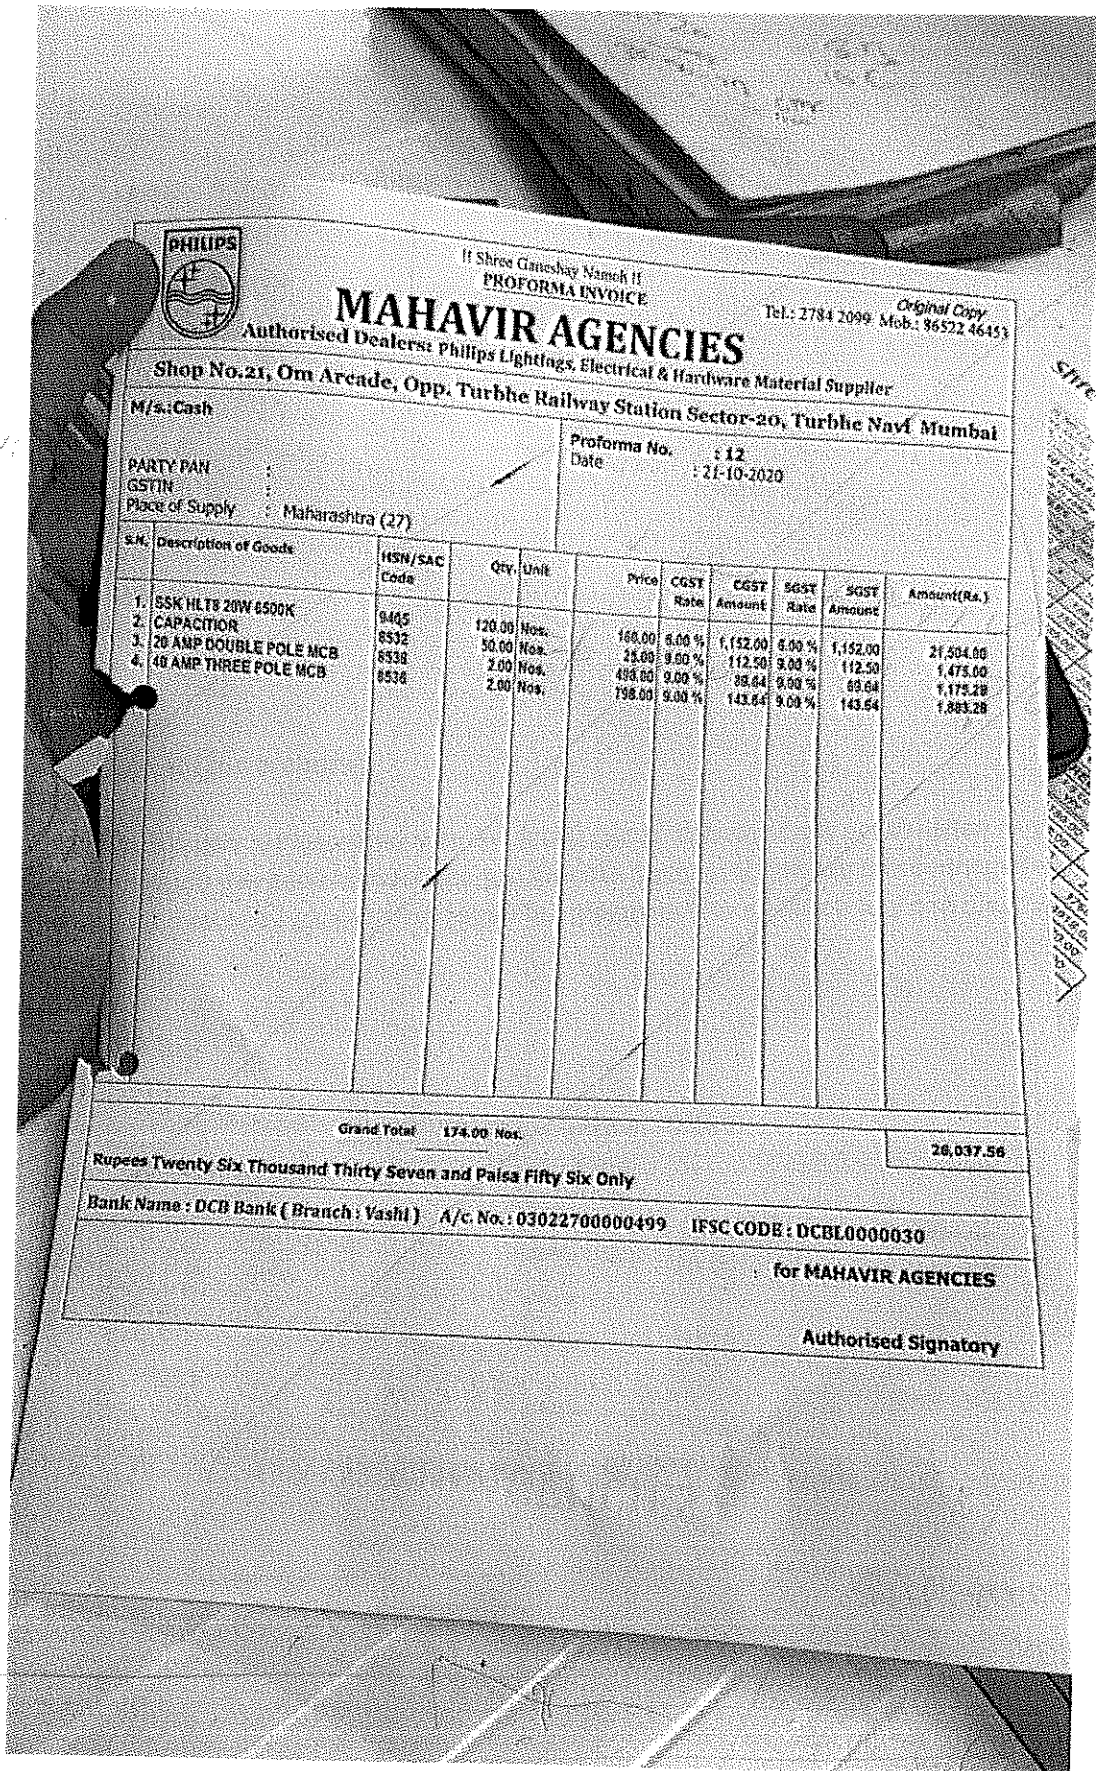 PHILIPS
!! Shree Ganeshay Namah !!
PROFORMA INVOICE
Original Copy
MAHAVIR AGENCIES
Tel.: 2784 2099 Mob.: 86522 46453
Authorised Dealers: Philips Lightings, Electrical & Hardware Material Supplier
Shop No.21, Om Arcade, Opp. Turbhe Railway Station Sector-20, Turbhe Navi Mumbai
M/s.:Cash
Proforma No. : 12
Date : 21-10-2020
PARTY PAN :
GSTIN :
Place of Supply : Maharashtra (27)
S.N. Description of Goods HSN/SAC Code Qty. Unit Price CGST Rate CGST Amount SGST Rate SGST Amount Amount(Rs.)
1. SSK HLT8 20W 6500K 9405 120.00 Nos. 160.00 6.00 % 1,152.00 6.00 % 1,152.00 21,504.00
2. CAPACITIOR 8532 50.00 Nos. 25.00 9.00 % 112.50 9.00 % 112.50 1,475.00
3. 20 AMP DOUBLE POLE MCB 8536 2.00 Nos. 498.00 9.00 % 89.64 9.00 % 89.64 1,175.28
4. 40 AMP THREE POLE MCB 8536 2.00 Nos. 798.00 9.00 % 143.64 9.00 % 143.64 1,883.28
Grand Total 174.00 Nos. 26,037.56
Rupees Twenty Six Thousand Thirty Seven and Paisa Fifty Six Only
Bank Name : DCB Bank ( Branch : Vashi ) A/c. No. : 03022700000499 IFSC CODE : DCBL0000030
for MAHAVIR AGENCIES
Authorised Signatory
Shre